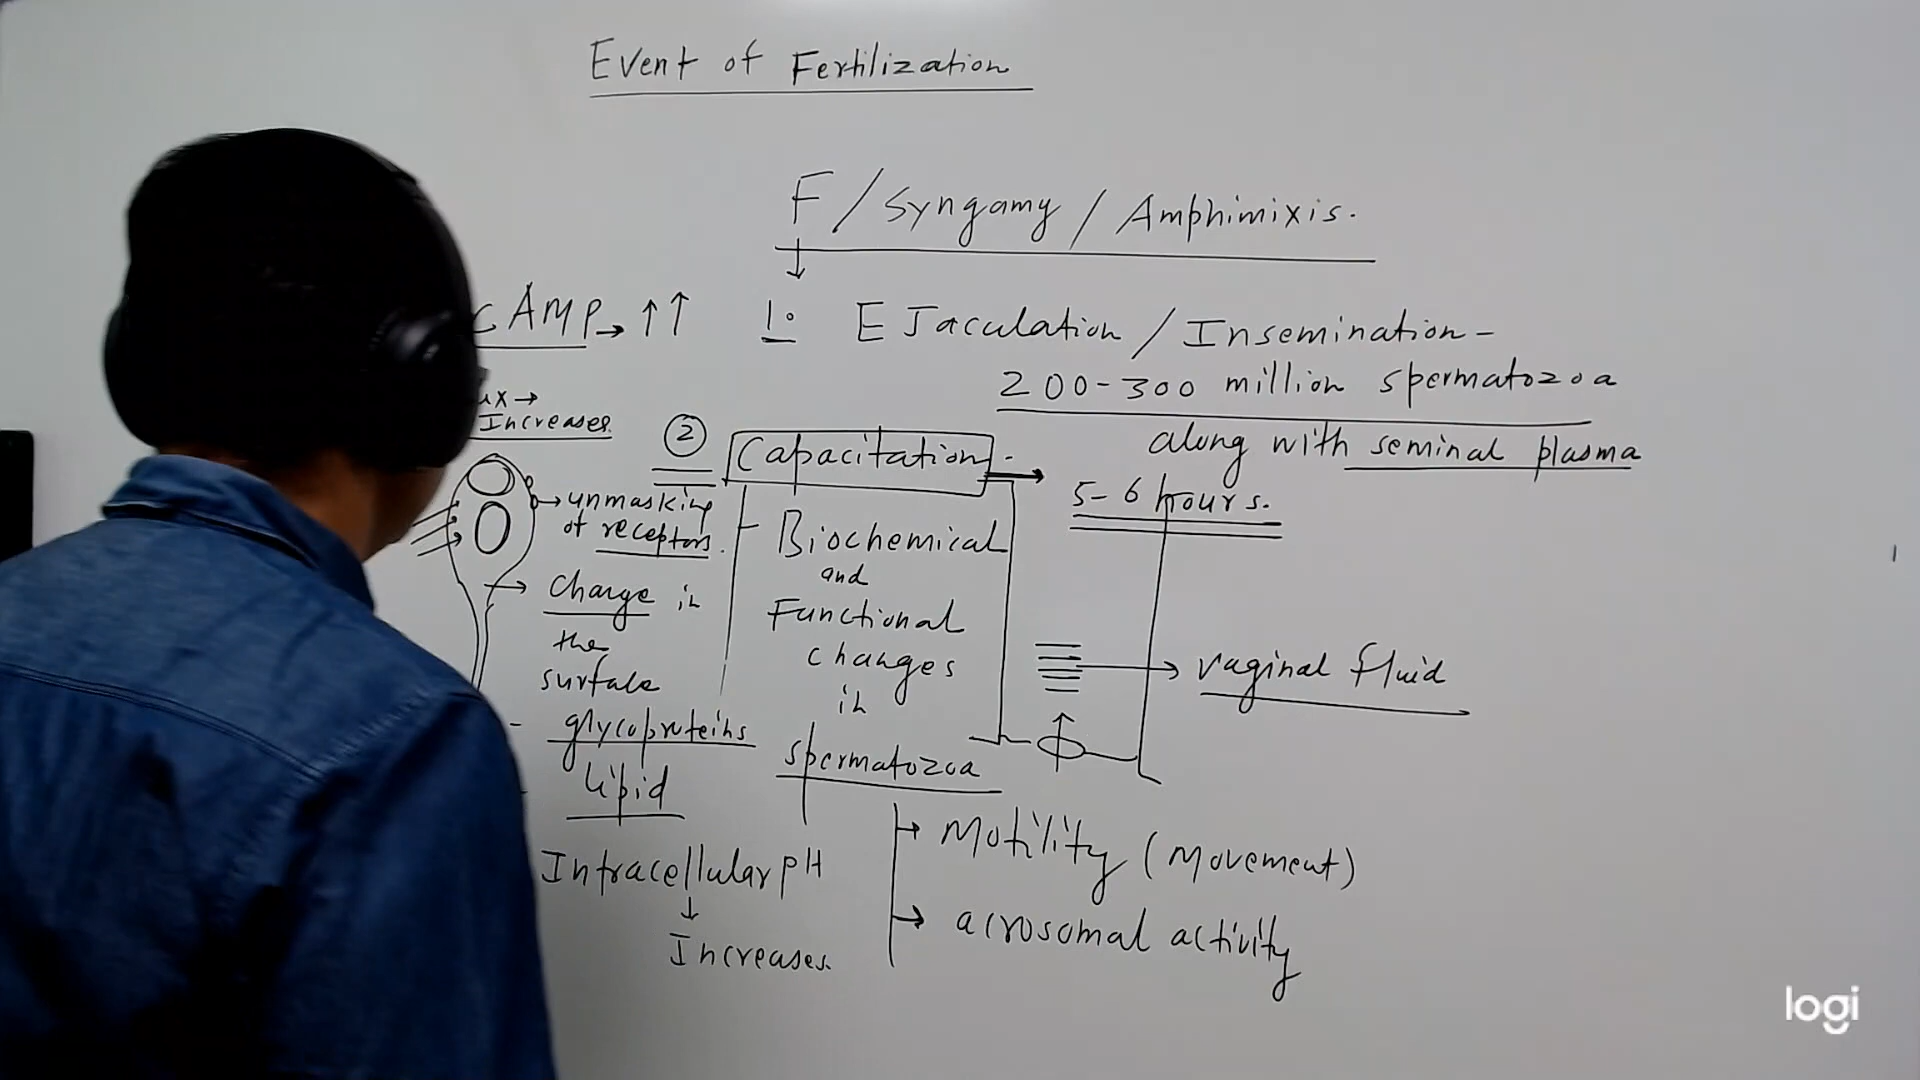 Event of Fertilization
F / Syngamy / Amphimixis.
cAMP → ↑↑
1. EJaculation / Insemination -
200-300 million spermatozoa
along with seminal plasma
Increases.
② Capacitation - → 5-6 hours.
→ unmasking
of receptors.
Biochemical
and
Functional
changes
in
spermatozoa
→ Change in
the
surface
- glycoproteins
- lipid
→ vaginal fluid
Intracellular pH
↓
Increases.
→ Motility (Movement)
→ acrosomal activity
logi